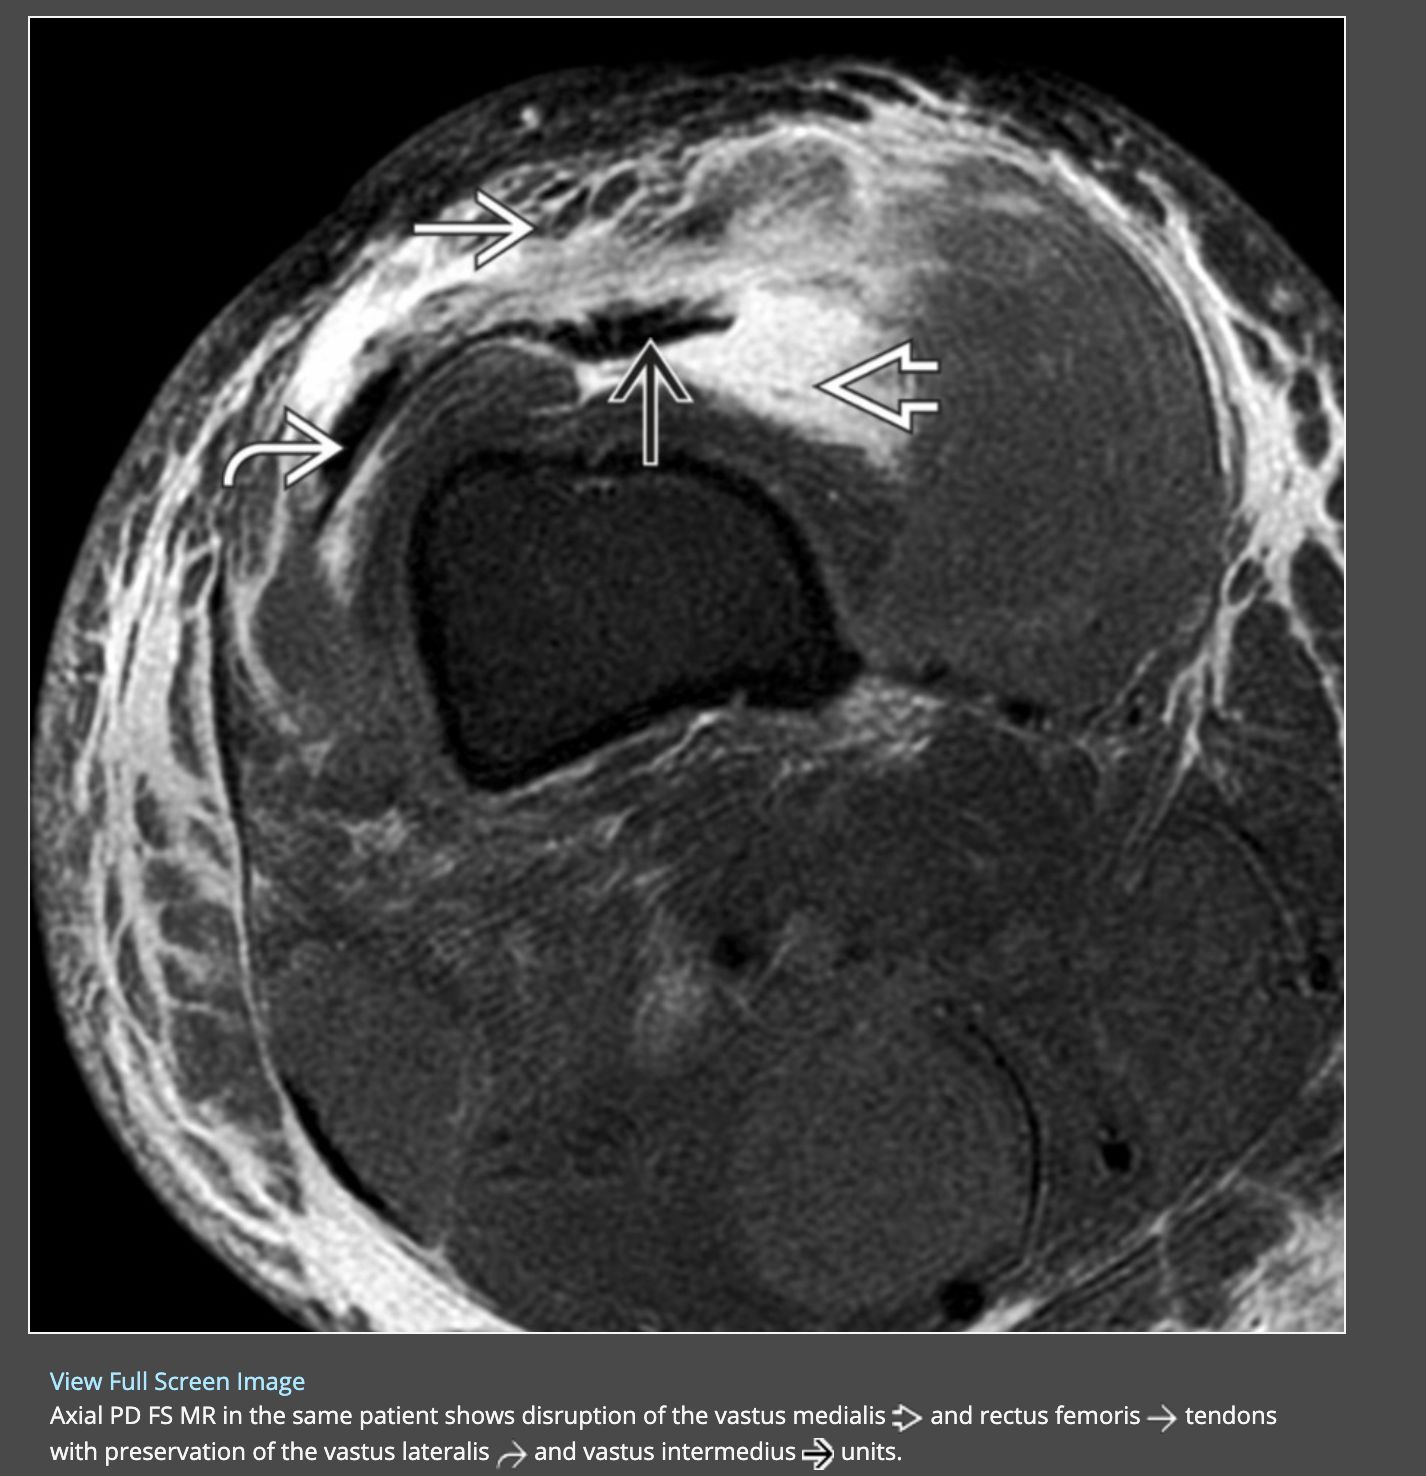 View Full Screen Image
Axial PD FS MR in the same patient shows disruption of the vastus medialis and rectus femoris tendons
with preservation of the vastus lateralis and vastus intermedius units.